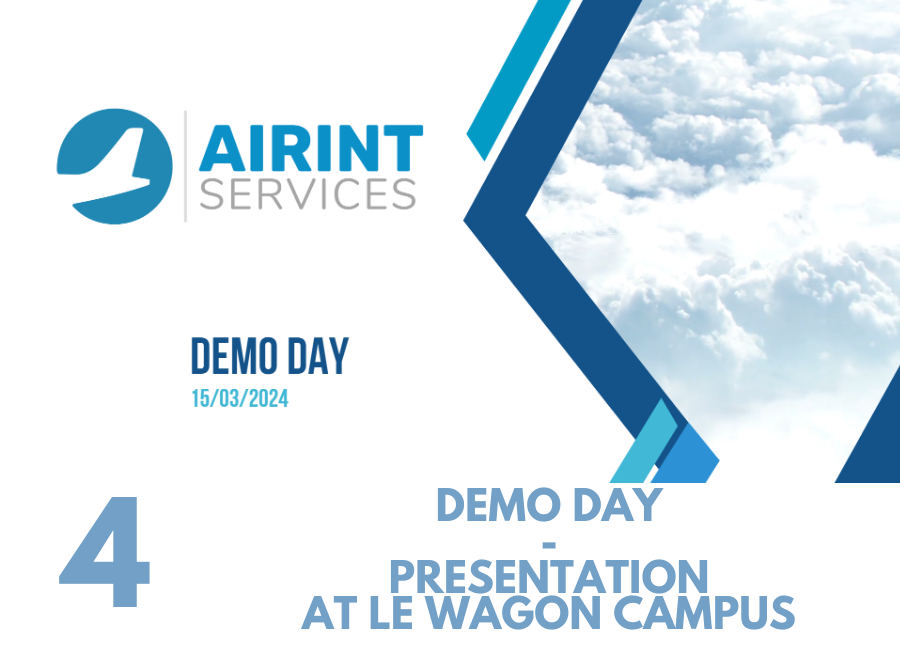 AIRINT
SERVICES
DEMO DAY
15/03/2024
4
DEMO DAY
-
PRESENTATION
AT LE WAGON CAMPUS